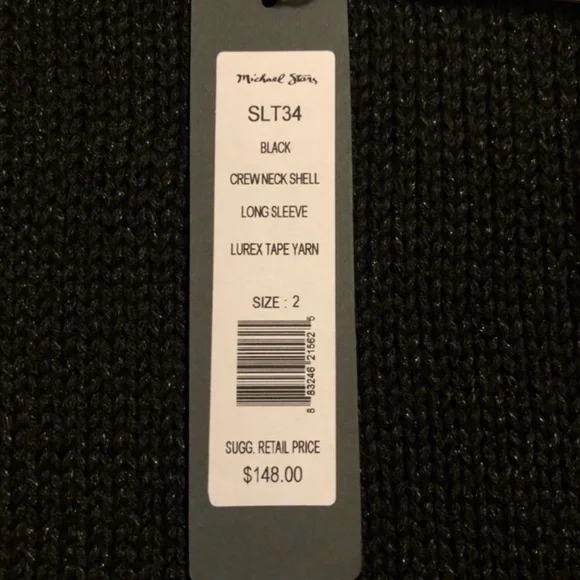 Michael Stars
SLT34
BLACK
CREW NECK SHELL
LONG SLEEVE
LUREX TAPE YARN
SIZE : 2
8 83246 21562 5
SUGG. RETAIL PRICE
$148.00